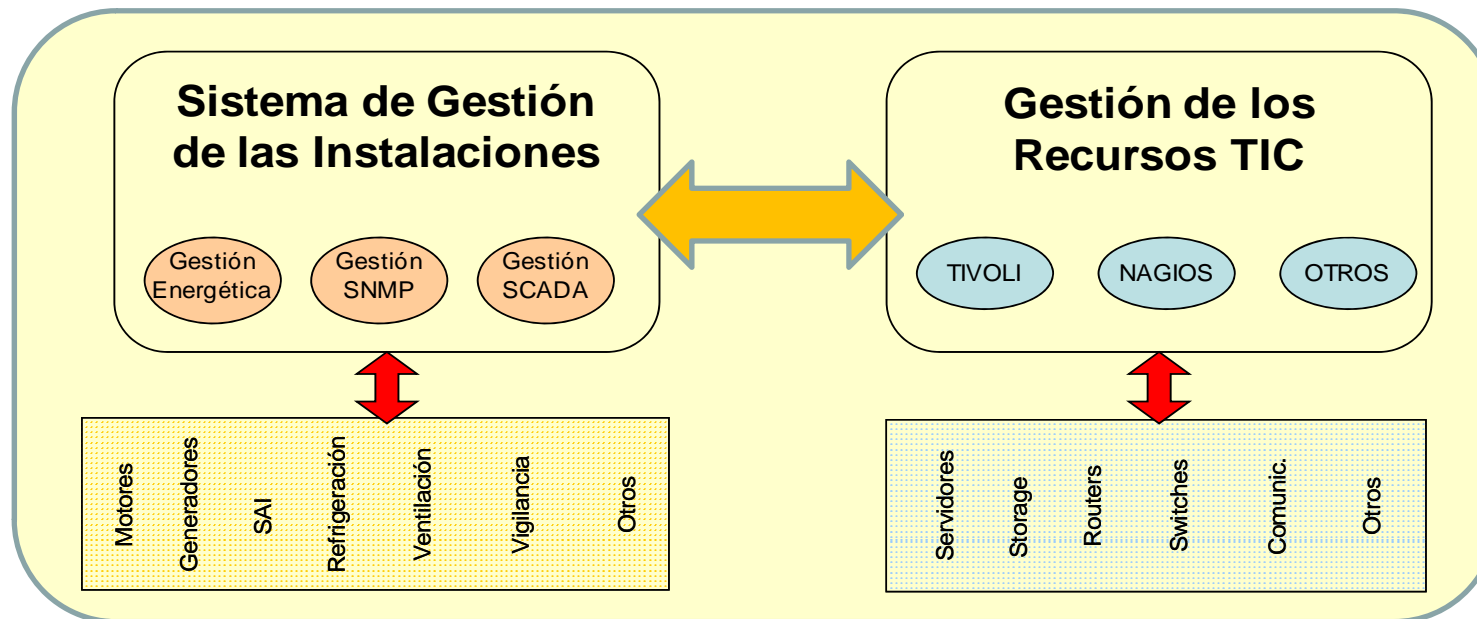 Sistema de Gestión
de las Instalaciones
Gestión
Energética
Gestión
SNMP
Gestión
SCADA
Motores
Generadores
SAI
Refrigeración
Ventilación
Vigilancia
Otros
Gestión de los
Recursos TIC
TIVOLI
NAGIOS
OTROS
Servidores
Storage
Routers
Switches
Comunic.
Otros